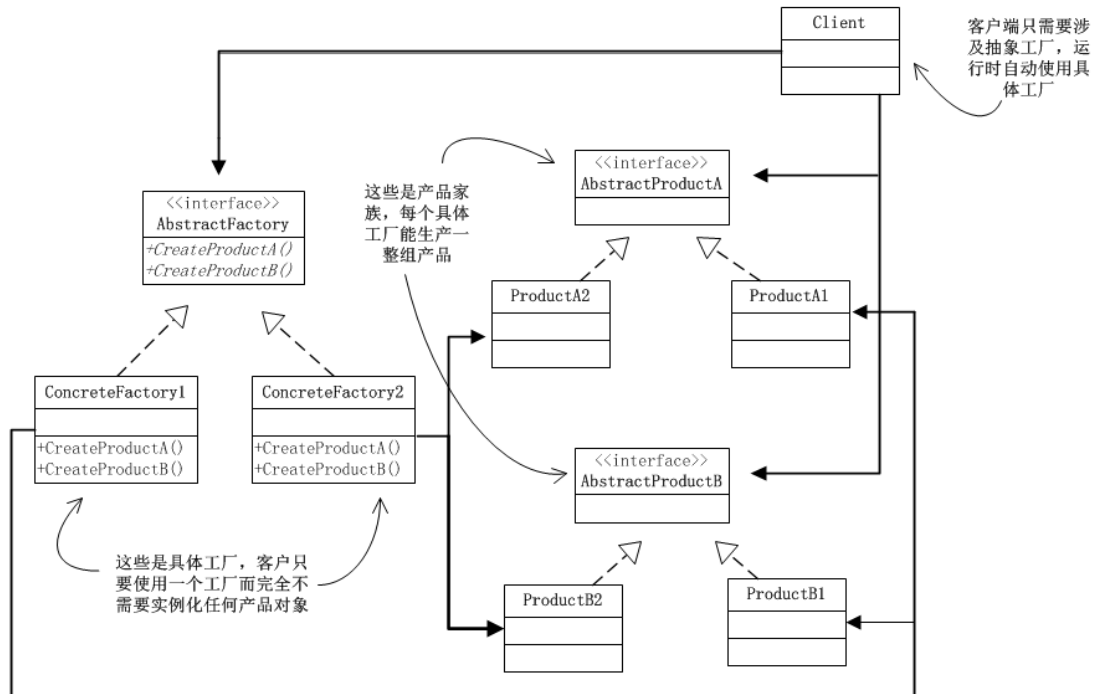 Client
客户端只需要涉
及抽象工厂，运
行时自动使用具
体工厂
<<interface>>
AbstractFactory
+CreateProductA()
+CreateProductB()
这些是产品家
族，每个具体
工厂能生产一
整组产品
<<interface>>
AbstractProductA
ProductA2
ProductA1
ConcreteFactory1
+CreateProductA()
+CreateProductB()
ConcreteFactory2
+CreateProductA()
+CreateProductB()
<<interface>>
AbstractProductB
这些是具体工厂，客户只
要使用一个工厂而完全不
需要实例化任何产品对象
ProductB2
ProductB1